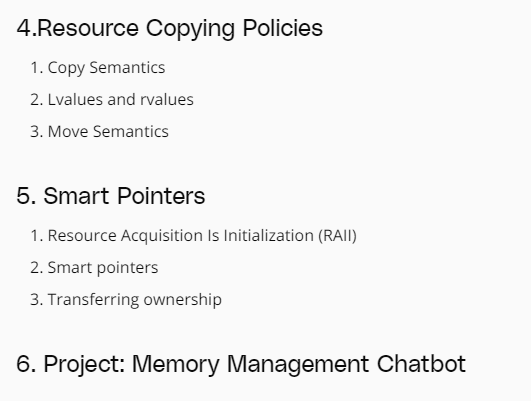 4.Resource Copying Policies
1. Copy Semantics
2. Lvalues and rvalues
3. Move Semantics
5. Smart Pointers
1. Resource Acquisition Is Initialization (RAII)
2. Smart pointers
3. Transferring ownership
6. Project: Memory Management Chatbot